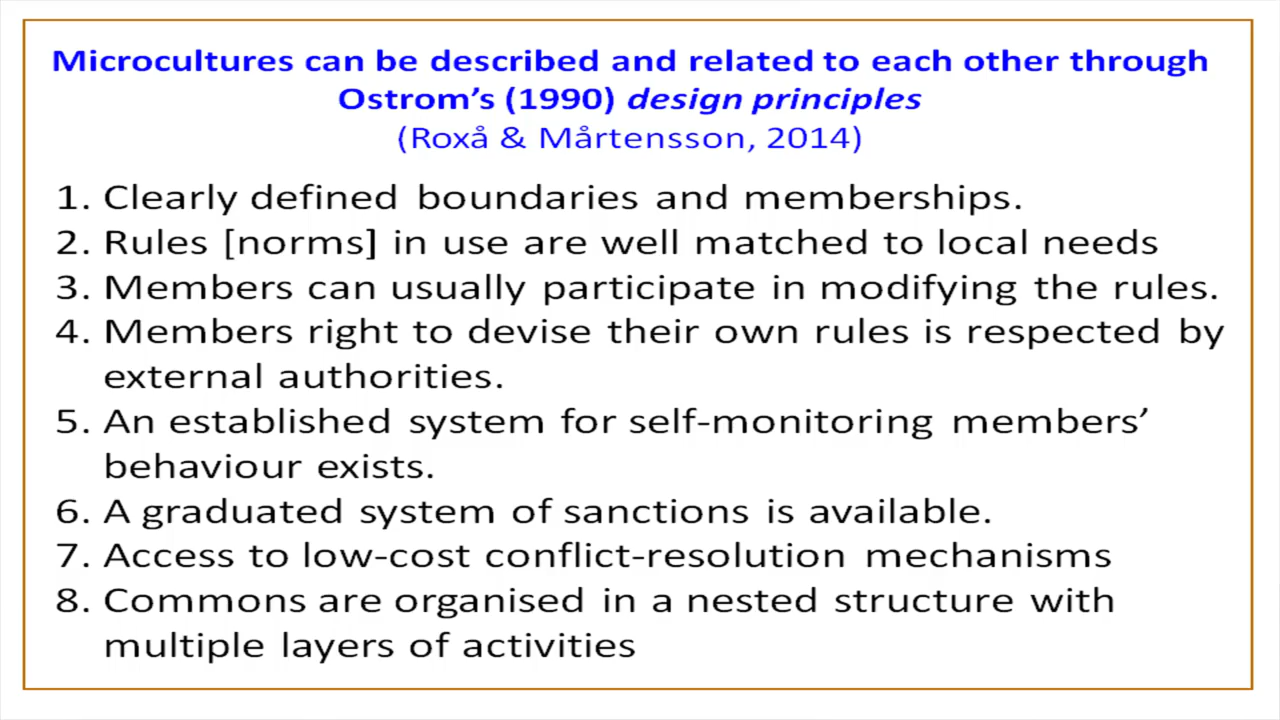 Microcultures can be described and related to each other through
Ostrom’s (1990) design principles
(Roxå & Mårtensson, 2014)
1. Clearly defined boundaries and memberships.
2. Rules [norms] in use are well matched to local needs
3. Members can usually participate in modifying the rules.
4. Members right to devise their own rules is respected by
external authorities.
5. An established system for self-monitoring members’
behaviour exists.
6. A graduated system of sanctions is available.
7. Access to low-cost conflict-resolution mechanisms
8. Commons are organised in a nested structure with
multiple layers of activities